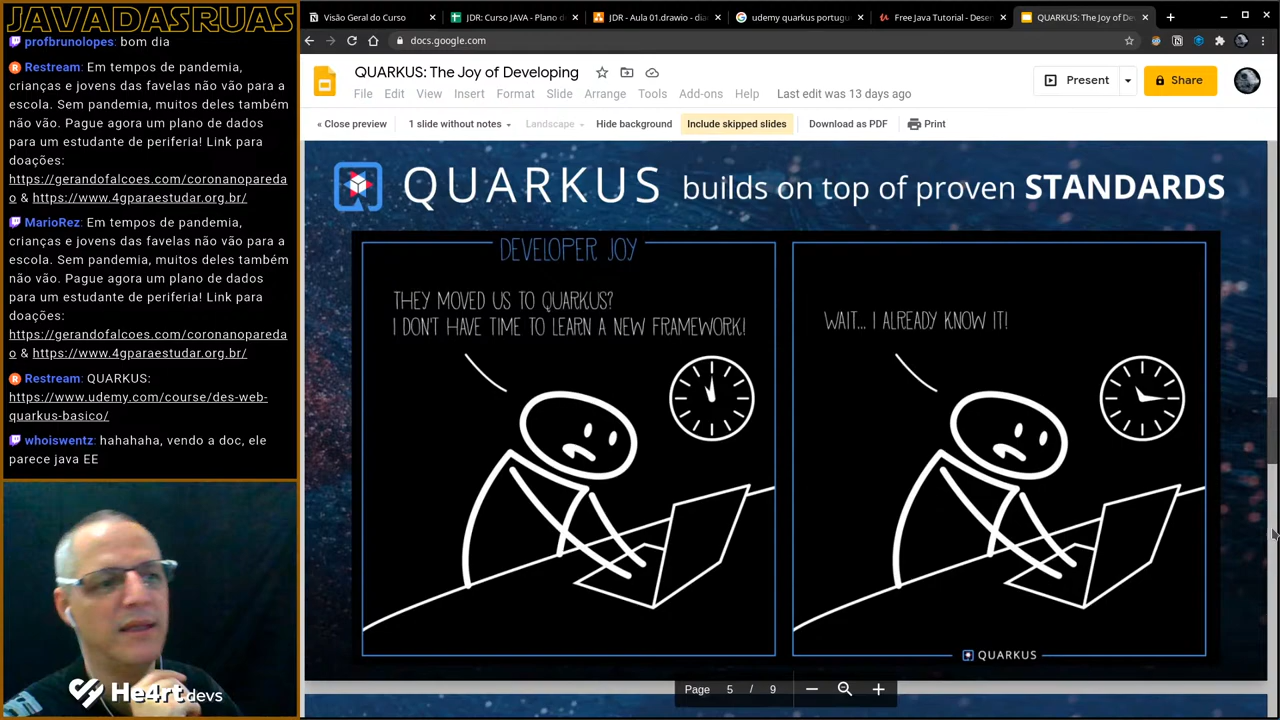 JAVADASRUAS
profbrunolopes: bom dia
Restream: Em tempos de pandemia,
crianças e jovens das favelas não vão para a
escola. Sem pandemia, muitos deles também
não vão. Pague agora um plano de dados
para um estudante de periferia! Link para
doações:
https://gerandofalcoes.com/coronanopareda
o & https://www.4gparaestudar.org.br/
MarioRez: Em tempos de pandemia,
crianças e jovens das favelas não vão para a
escola. Sem pandemia, muitos deles também
não vão. Pague agora um plano de dados
para um estudante de periferia! Link para
doações:
https://gerandofalcoes.com/coronanopareda
o & https://www.4gparaestudar.org.br/
Restream: QUARKUS:
https://www.udemy.com/course/des-web-
quarkus-basico/
whoiswentz: hahahaha, vendo a doc, ele
parece java EE
He4rt devs
Visão Geral do Curso
JDR: Curso JAVA - Plano d
JDR - Aula 01.drawio - dia
udemy quarkus portugu
Free Java Tutorial - Desen
QUARKUS: The Joy of De
docs.google.com
QUARKUS: The Joy of Developing
Present
Share
File Edit View Insert Format Slide Arrange Tools Add-ons Help Last edit was 13 days ago
« Close preview 1 slide without notes Landscape Hide background Include skipped slides Download as PDF Print
QUARKUS builds on top of proven STANDARDS
DEVELOPER JOY
THEY MOVED US TO QUARKUS?
I DON'T HAVE TIME TO LEARN A NEW FRAMEWORK!
WAIT... I ALREADY KNOW IT!
QUARKUS
Page 5 / 9